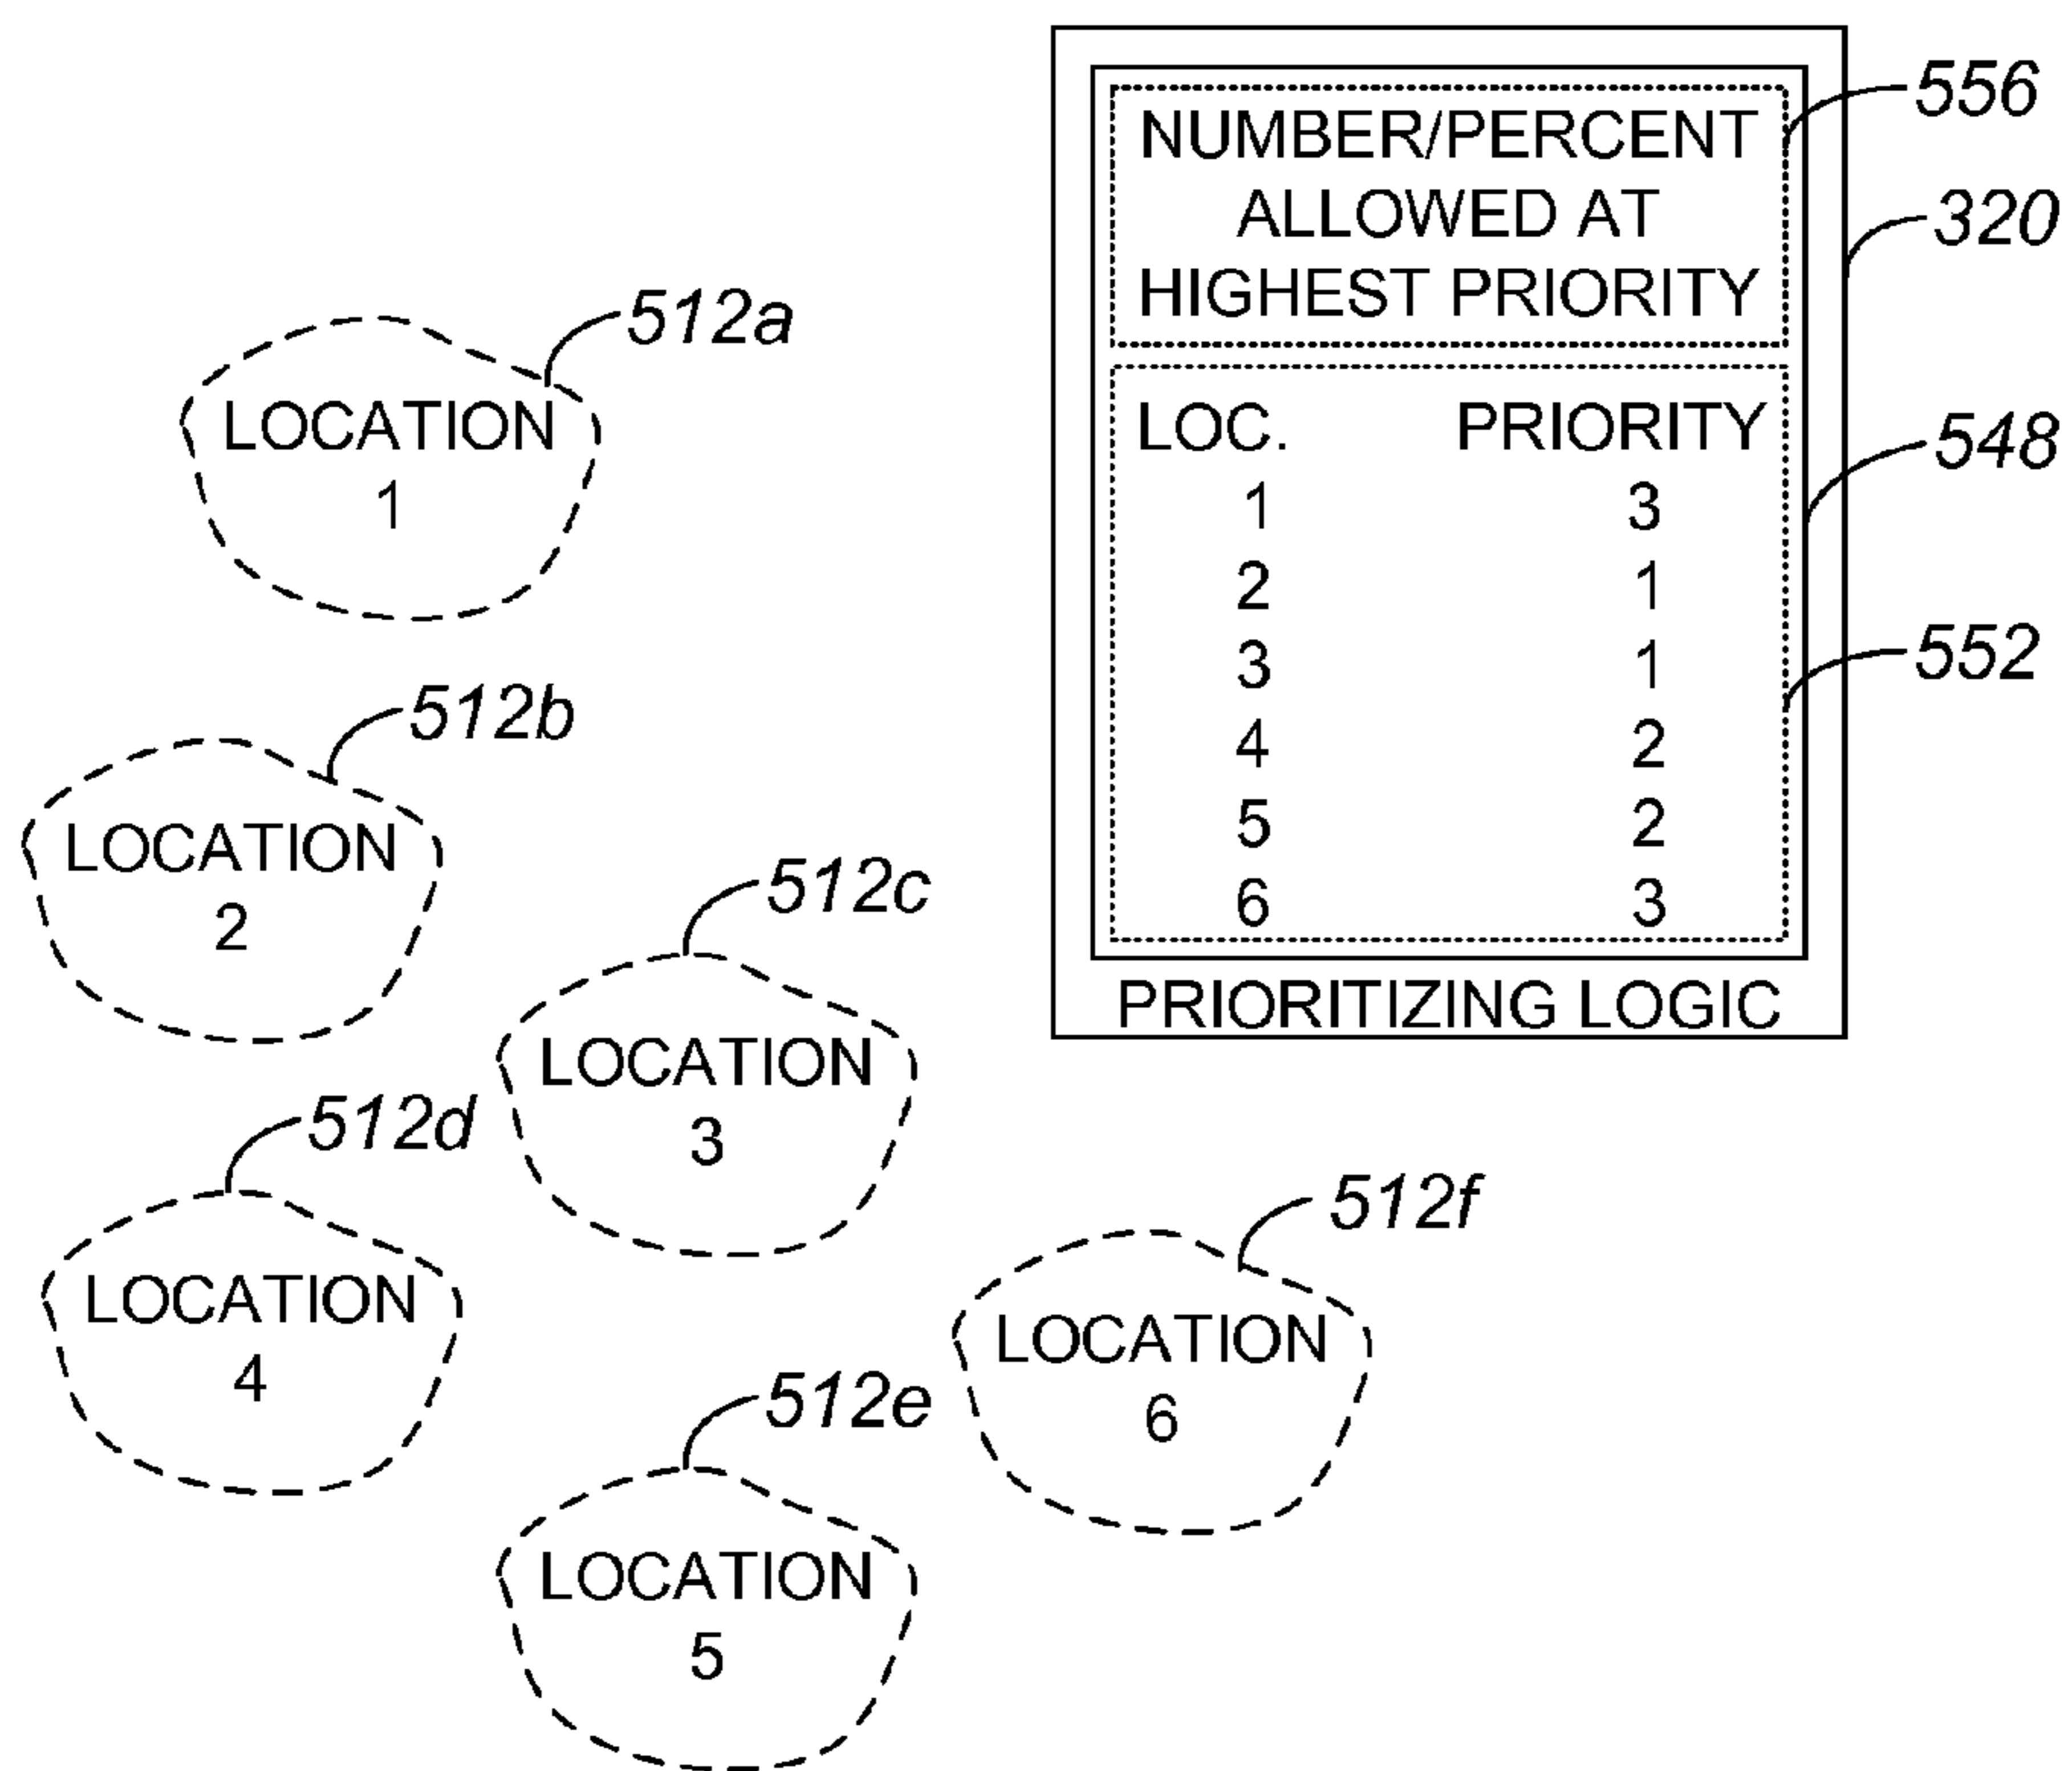 556
NUMBER/PERCENT
ALLOWED AT
HIGHEST PRIORITY
320
LOC. PRIORITY
1 3
2 1
3 1
4 2
5 2
6 3
548
552
PRIORITIZING LOGIC
512a
LOCATION
1
512b
LOCATION
2
512c
LOCATION
3
512d
LOCATION
4
512e
LOCATION
5
512f
LOCATION
6